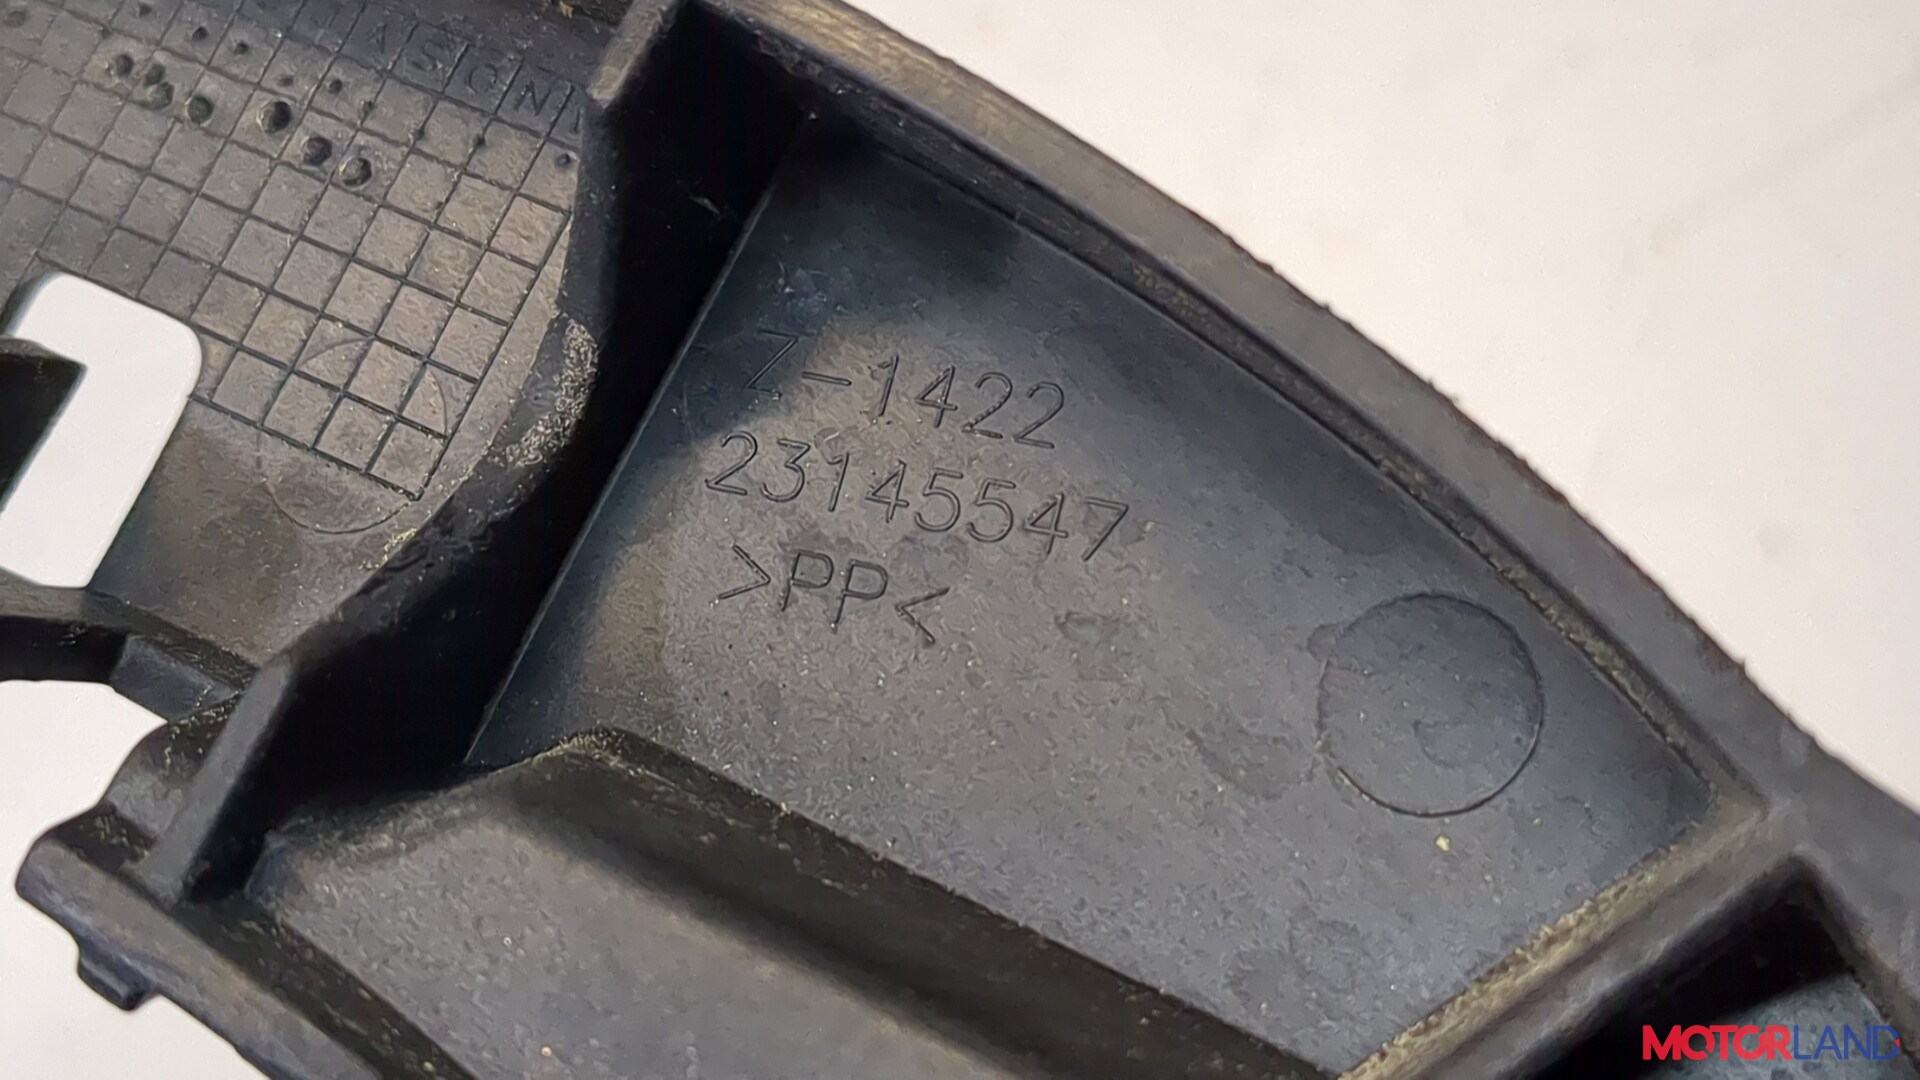 J A S O N
Z-1422
23145547
>PP<
MOTORLAND